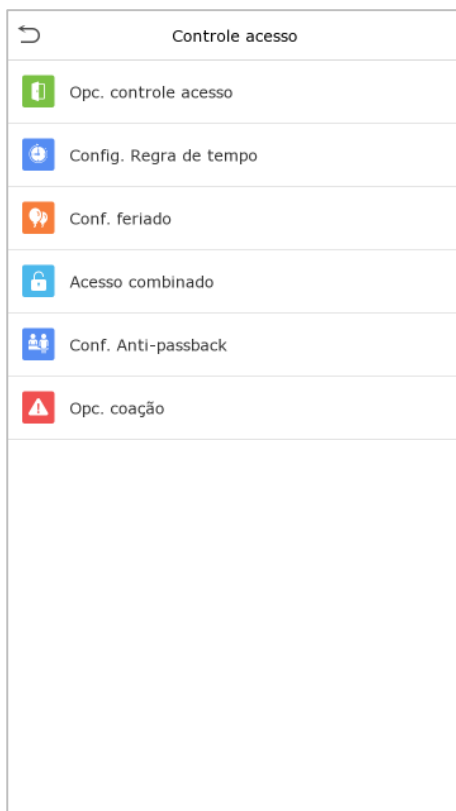 Controle acesso
Opc. controle acesso
Config. Regra de tempo
Conf. feriado
Acesso combinado
Conf. Anti-passback
Opc. coação